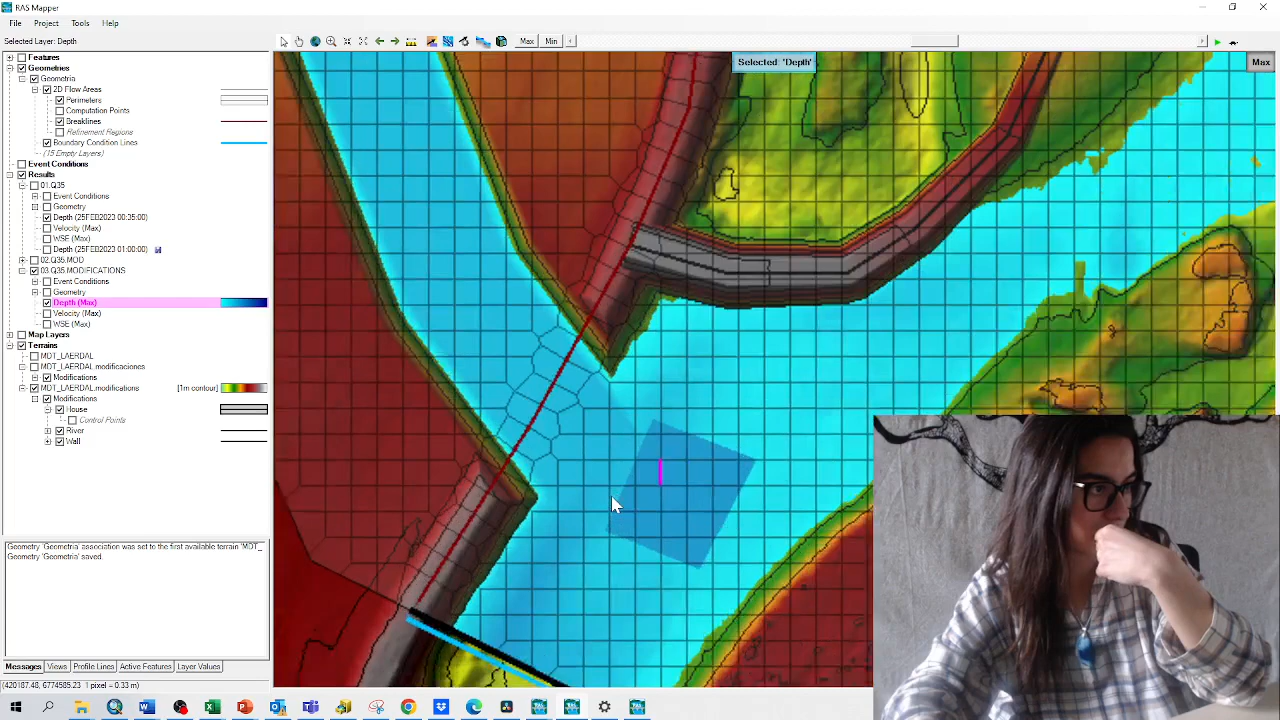 RAS Mapper
File Project Tools Help
Selected Layer: Depth
Max Min
Features
Geometries
Geometria
2D Flow Areas
Perimeters
Computation Points
Breaklines
Refinement Regions
Boundary Condition Lines
(15 Empty Layers)
Event Conditions
Results
01.Q35
Event Conditions
Geometry
Depth (25FEB2023 00:35:00)
Velocity (Max)
WSE (Max)
Depth (25FEB2023 01:00:00)
02.Q35.MOD
03.Q35.MODIFICATIONS
Event Conditions
Geometry
Depth (Max)
Velocity (Max)
WSE (Max)
Map Layers
Terrains
MDT_LAERDAL
MDT_LAERDAL.modificaciones
Modifications
MDT_LAERDAL.modifications [1m contour]
Modifications
House
Control Points
River
Wall
Selected: 'Depth'
Max
Geometry 'Geometria' association was set to the first available terrain 'MDT_
Geometry 'Geometria' saved.
Messages Views Profile Lines Active Features Layer Values
(420187.48, 6774585.23 1 pixel = 0.33 m)